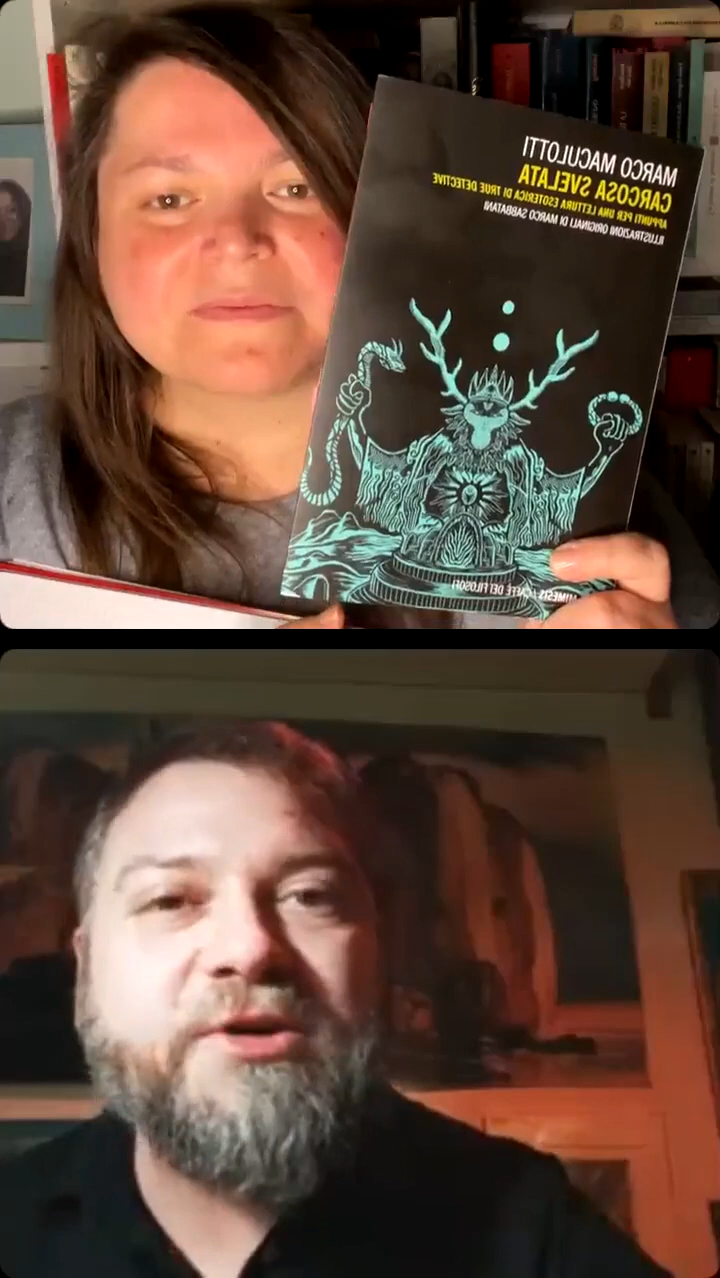 MARCO MACULOTTI
CARCOSA SVELATA
APPUNTI PER UNA LETTURA ESOTERICA DI TRUE DETECTIVE
ILLUSTRAZIONI ORIGINALI DI MARCO SABBATANI
MIMESIS / CAFFÈ DEI FILOSOFI